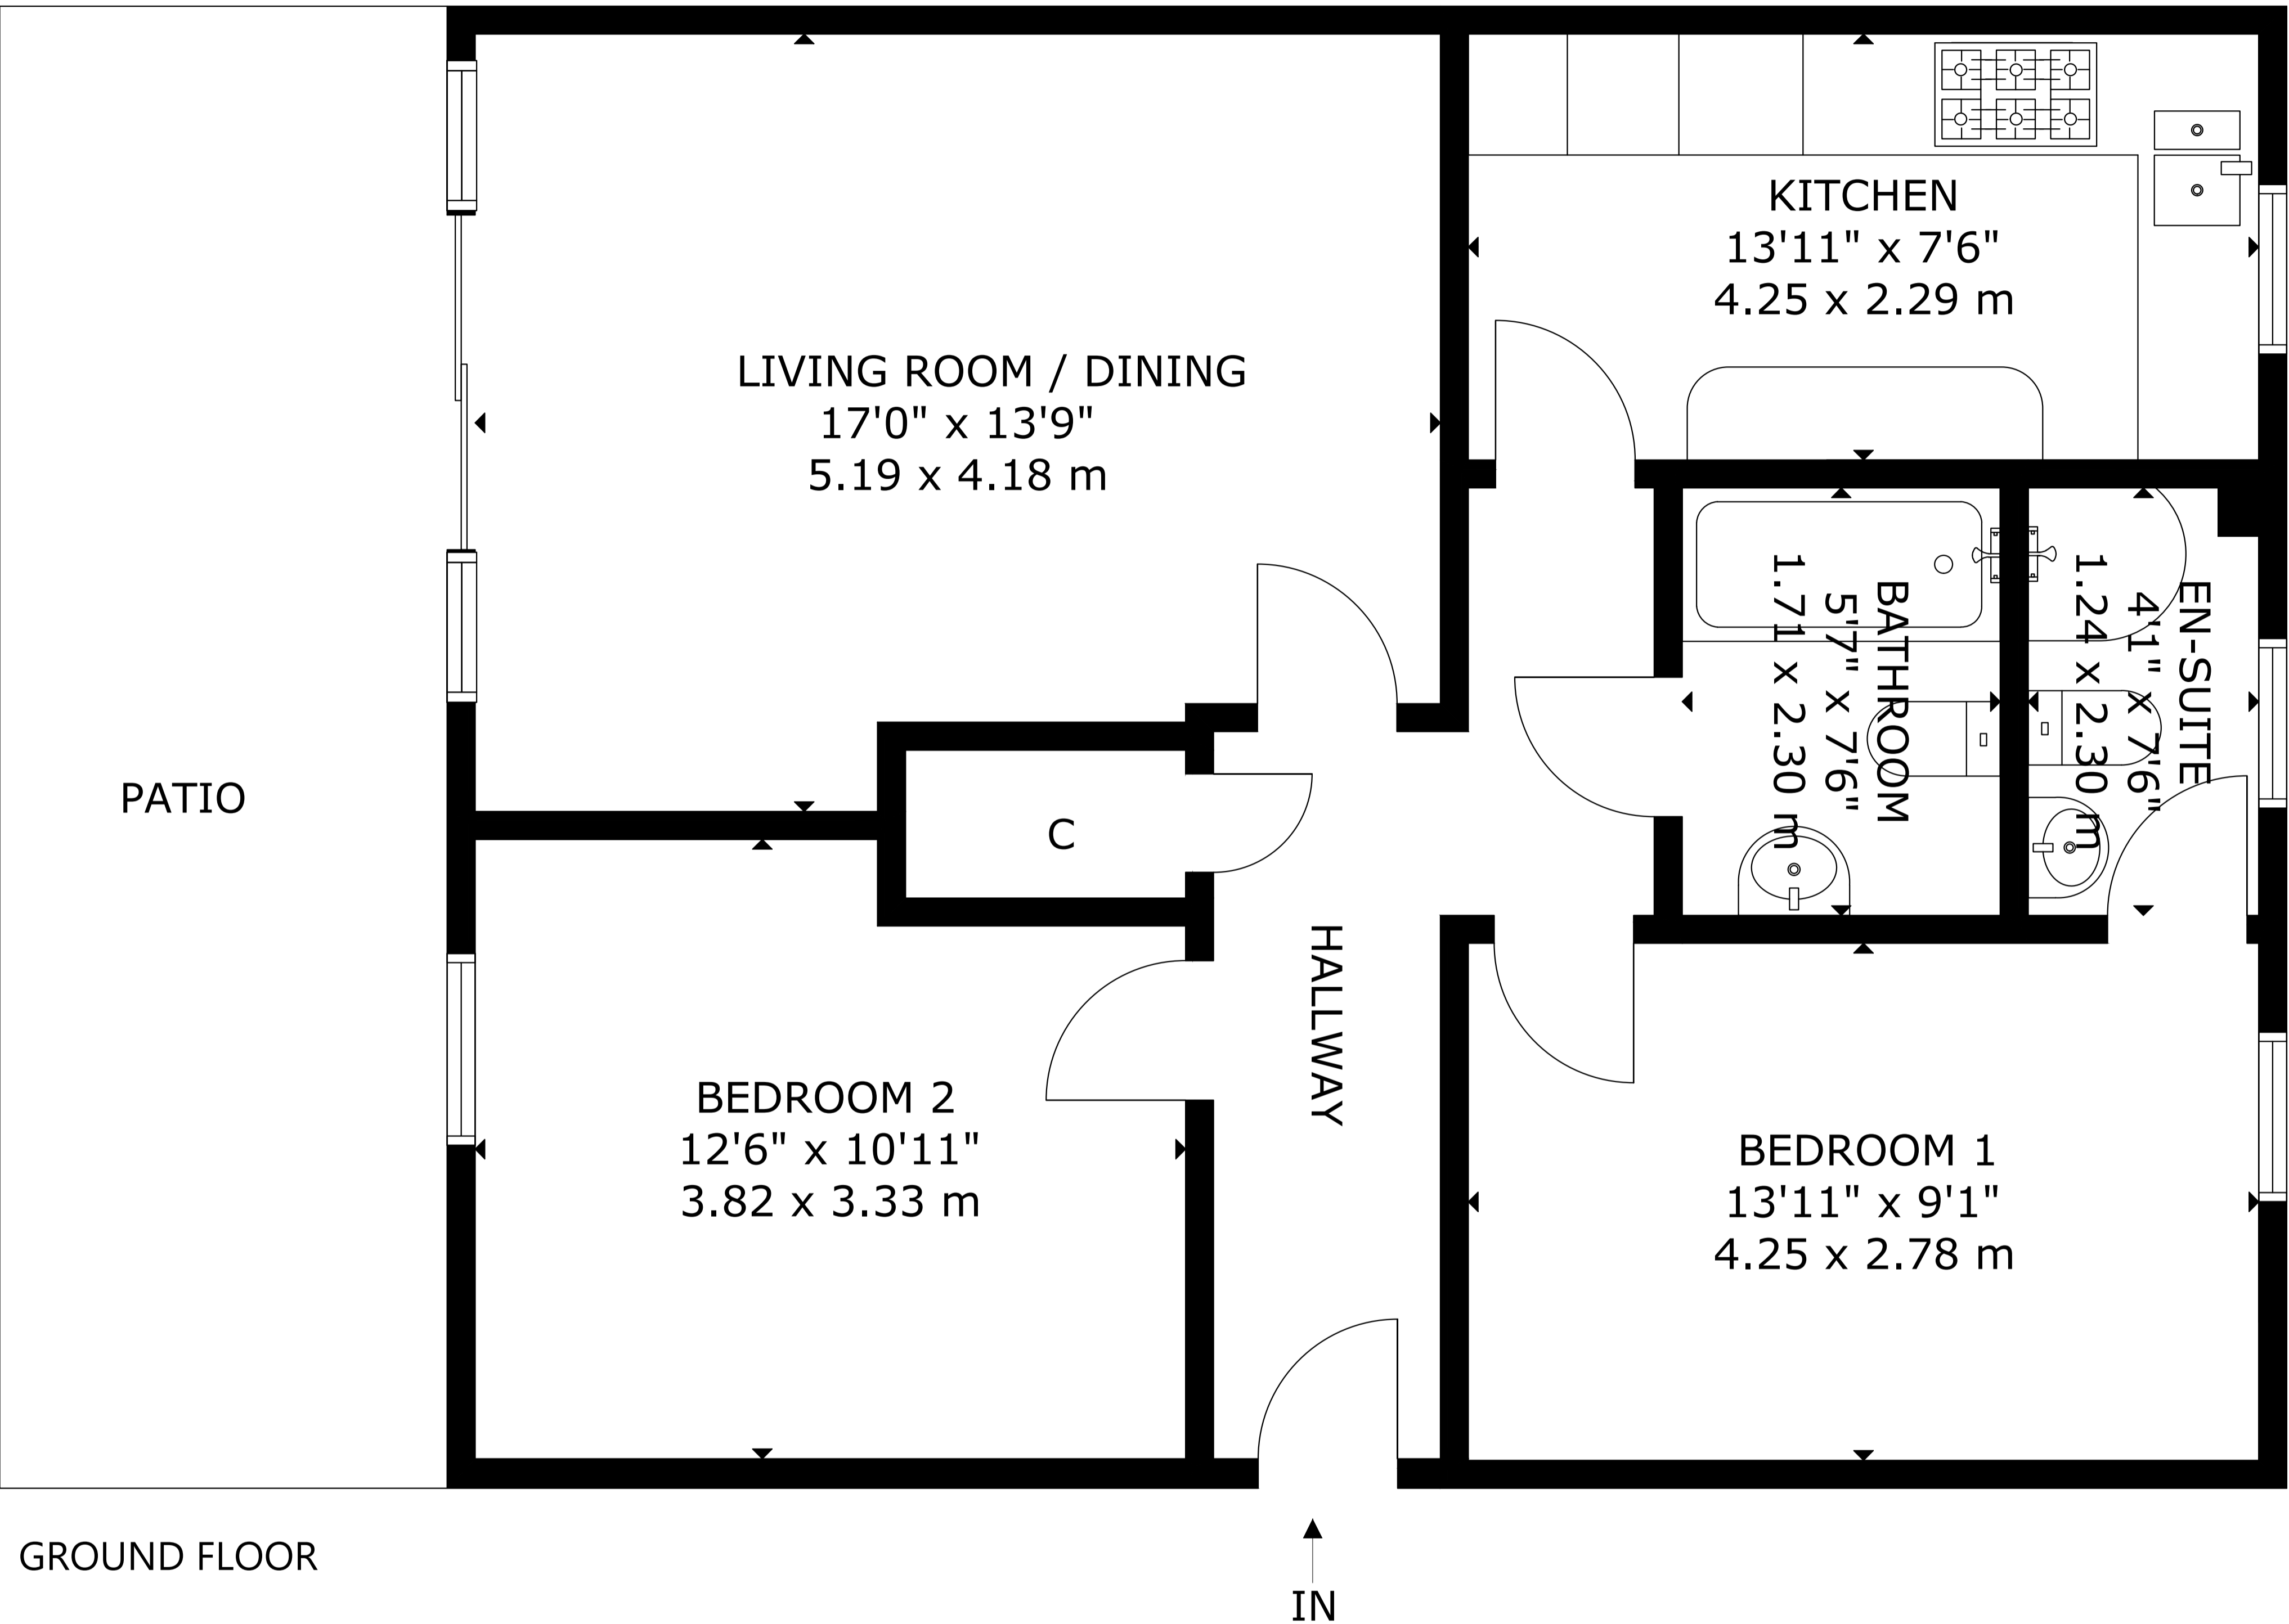 KITCHEN
13'11" x 7'6"
4.25 x 2.29 m
LIVING ROOM / DINING
17'0" x 13'9"
5.19 x 4.18 m
BATHROOM
5'7" x 7'6"
1.71 x 2.30 m
EN-SUITE
4'1" x 7'6"
1.24 x 2.30 m
PATIO
C
HALLWAY
BEDROOM 2
12'6" x 10'11"
3.82 x 3.33 m
BEDROOM 1
13'11" x 9'1"
4.25 x 2.78 m
GROUND FLOOR
IN